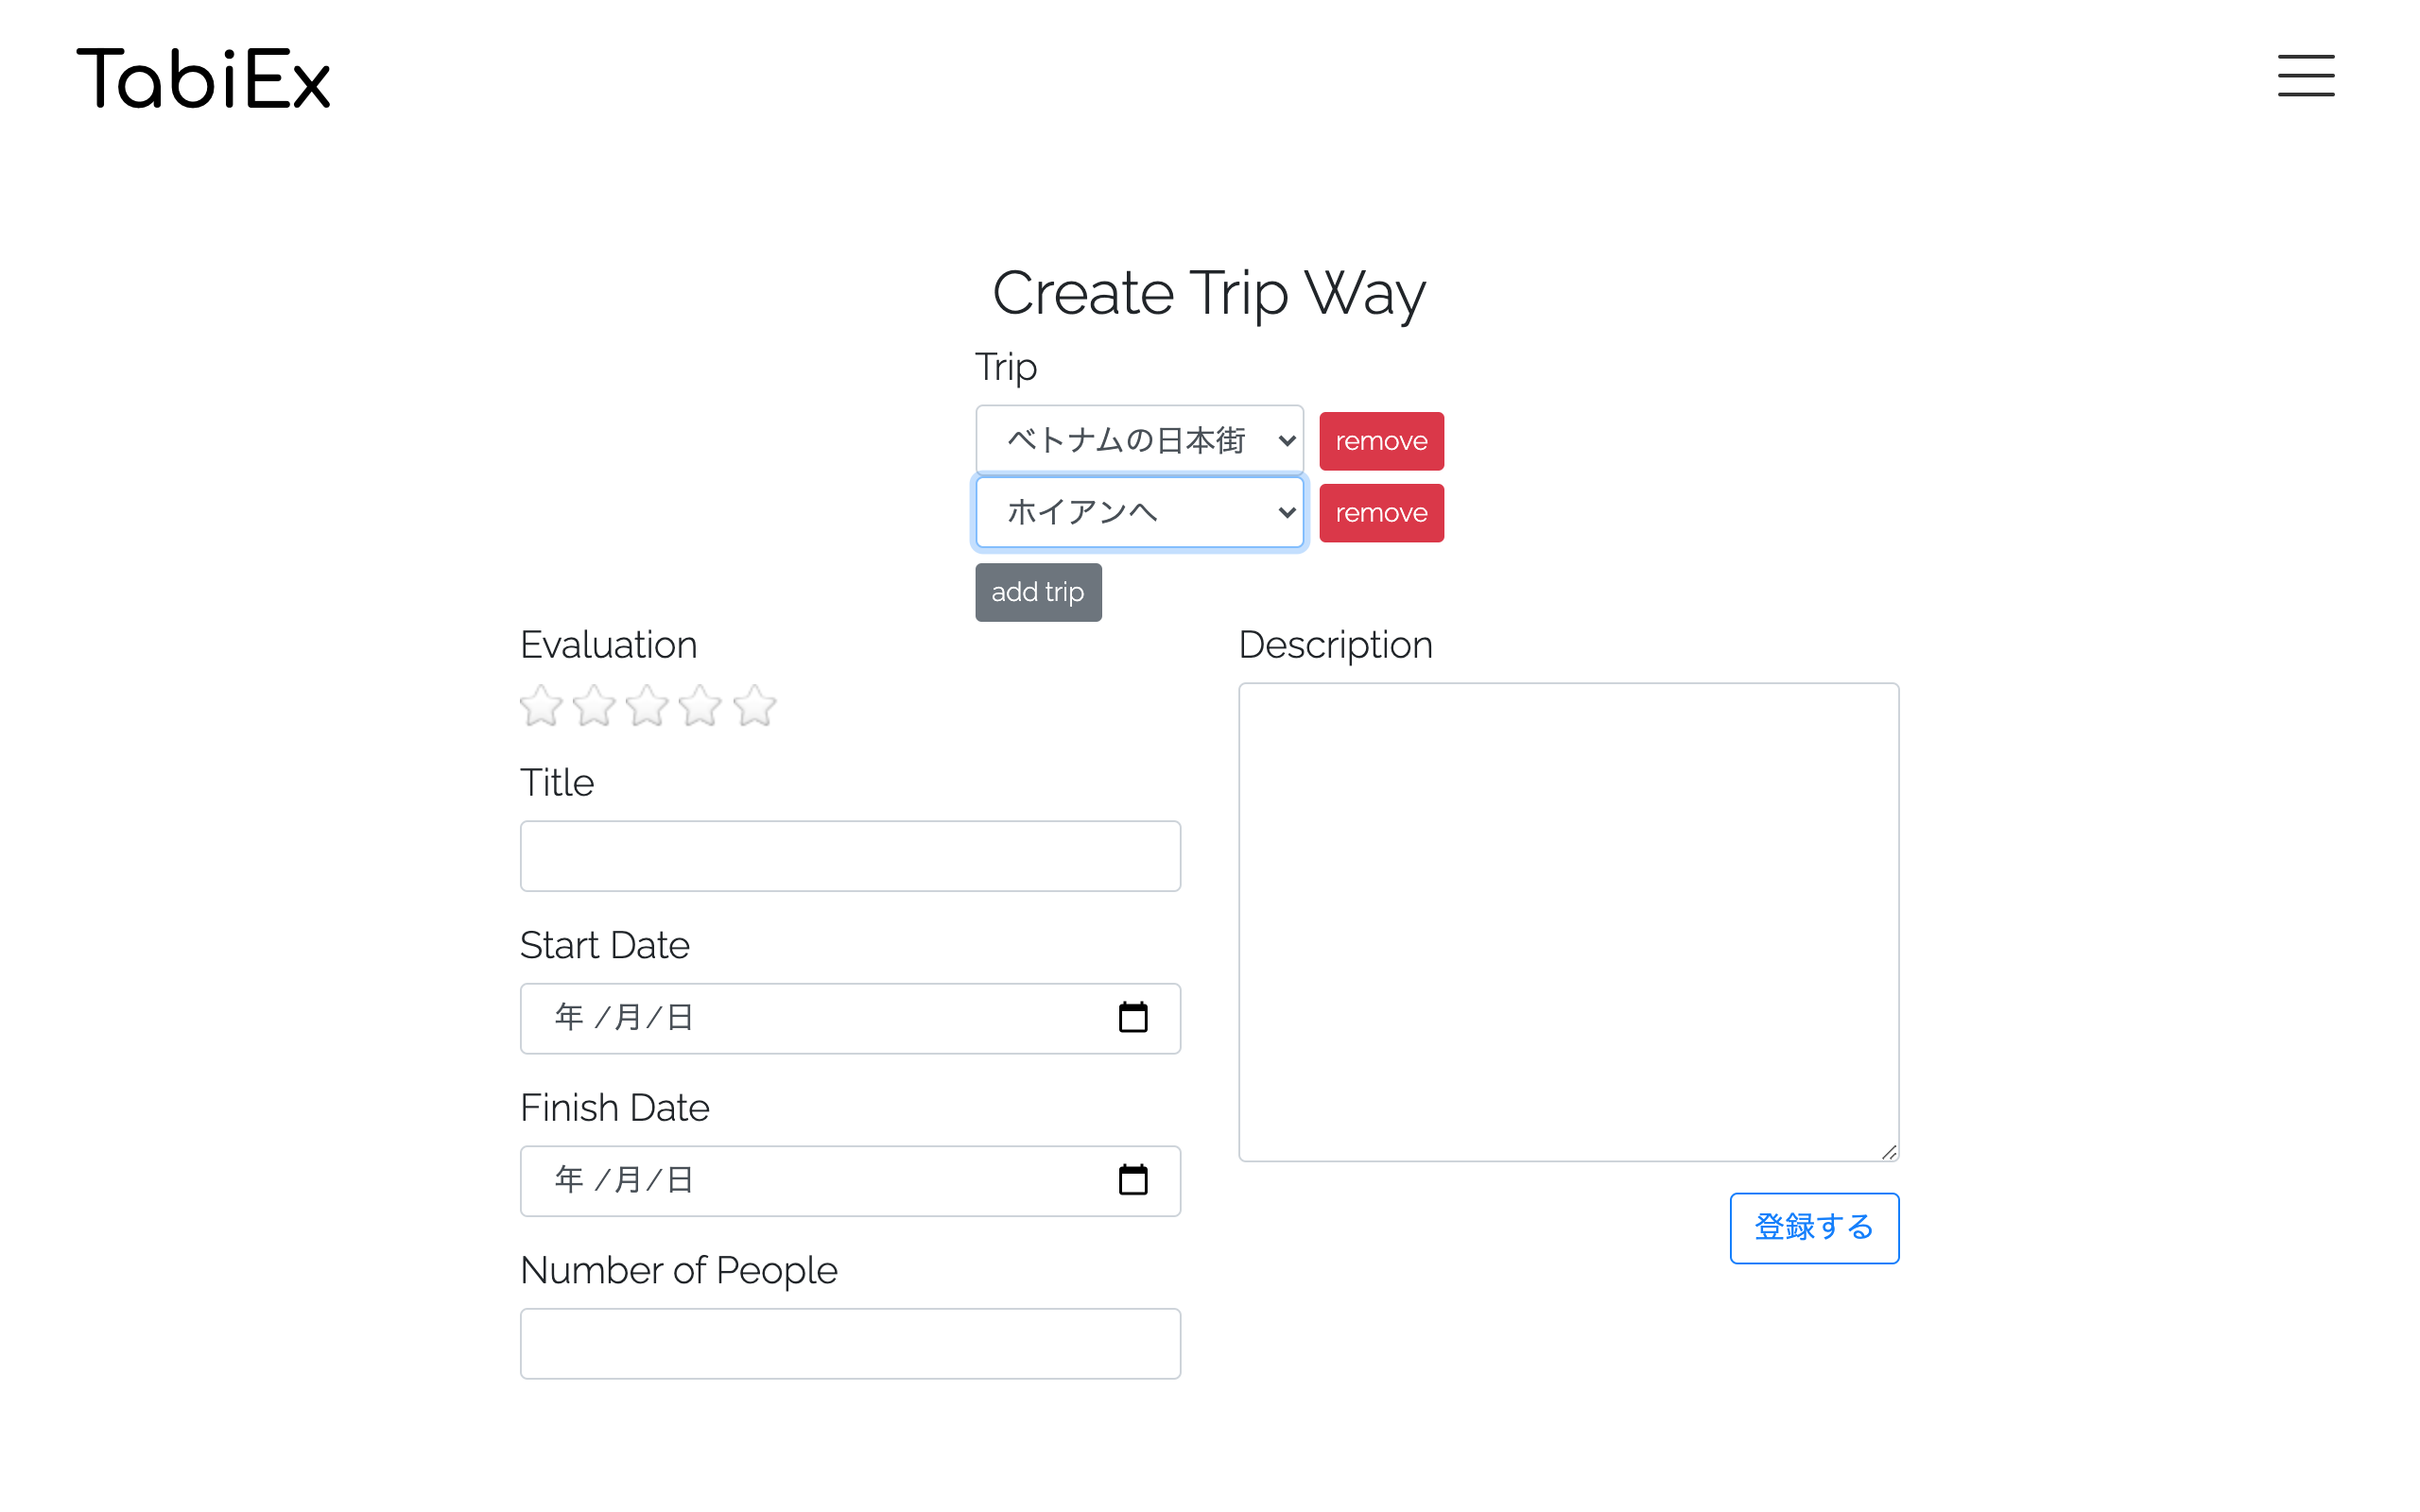 TabiEx
Create Trip Way
Trip
ベトナムの日本街 remove
ホイアンへ remove
add trip
Evaluation
Title
Start Date
年 /月/日
Finish Date
年 /月/日
Number of People
Description
登録する